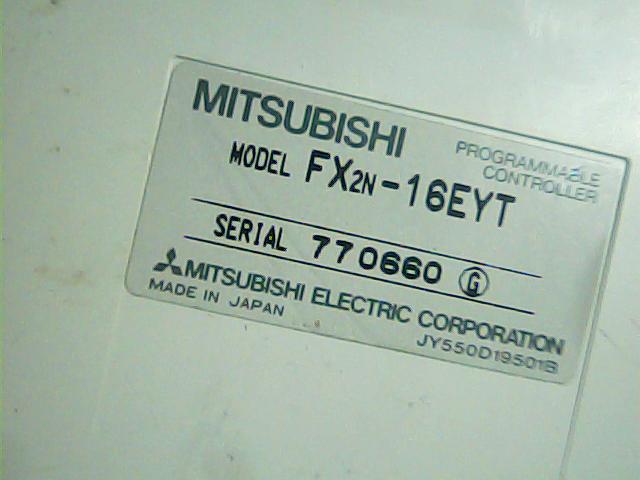 MITSUBISHI
PROGRAMMABLE
CONTROLLER
MODEL FX2N-16EYT
SERIAL 770660 G
MITSUBISHI ELECTRIC CORPORATION
MADE IN JAPAN
JY550D19501B